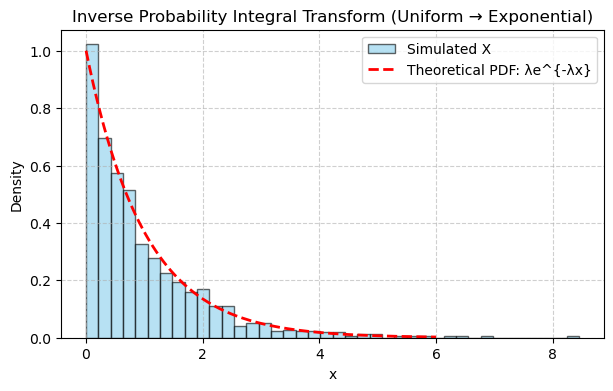 Inverse Probability Integral Transform (Uniform → Exponential)
Simulated X
Theoretical PDF: λe^{-λx}
Density
1.0
0.8
0.6
0.4
0.2
0.0
0 2 4 6 8
x